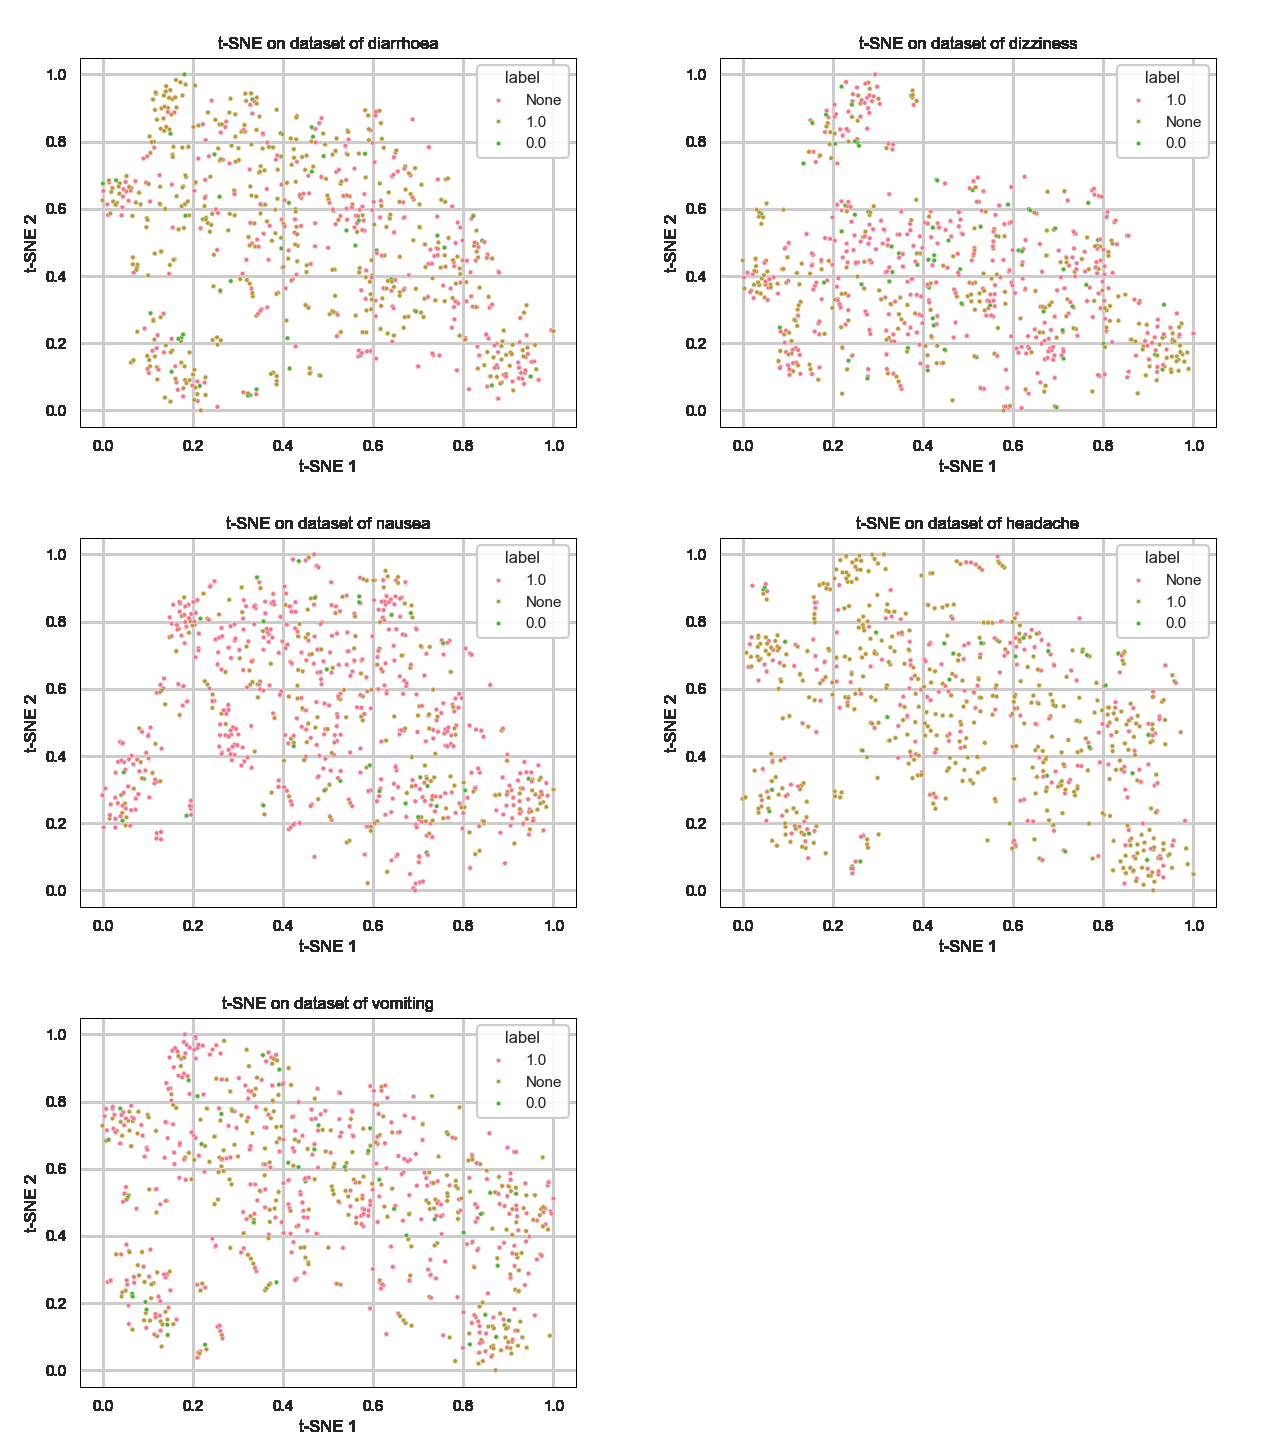 t-SNE on dataset of diarrhoea
label
None
1.0
0.0
1.0
0.8
0.6
0.4
0.2
0.0
t-SNE 2
0.0 0.2 0.4 0.6 0.8 1.0
t-SNE 1
t-SNE on dataset of dizziness
label
1.0
None
0.0
1.0
0.8
0.6
0.4
0.2
0.0
t-SNE 2
0.0 0.2 0.4 0.6 0.8 1.0
t-SNE 1
t-SNE on dataset of nausea
label
1.0
None
0.0
1.0
0.8
0.6
0.4
0.2
0.0
t-SNE 2
0.0 0.2 0.4 0.6 0.8 1.0
t-SNE 1
t-SNE on dataset of headache
label
None
1.0
0.0
1.0
0.8
0.6
0.4
0.2
0.0
t-SNE 2
0.0 0.2 0.4 0.6 0.8 1.0
t-SNE 1
t-SNE on dataset of vomiting
label
1.0
None
0.0
1.0
0.8
0.6
0.4
0.2
0.0
t-SNE 2
0.0 0.2 0.4 0.6 0.8 1.0
t-SNE 1